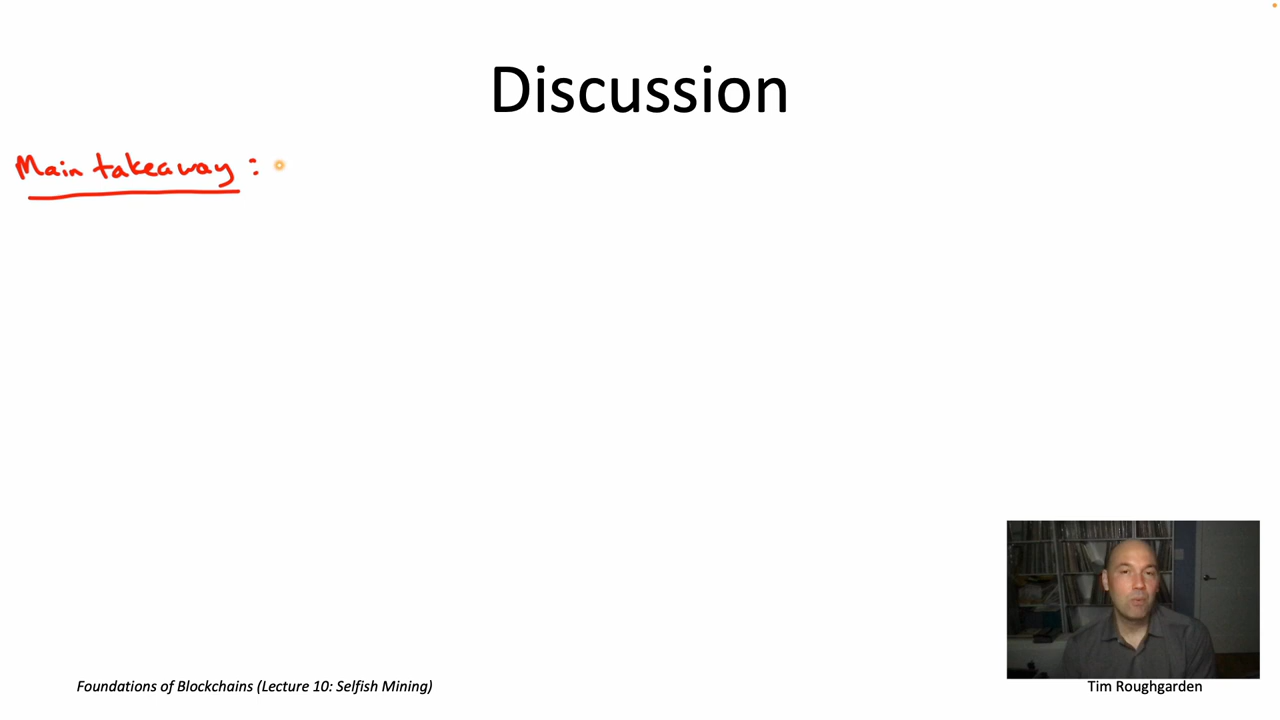 Discussion
Main takeaway:
Foundations of Blockchains (Lecture 10: Selfish Mining)
Tim Roughgarden